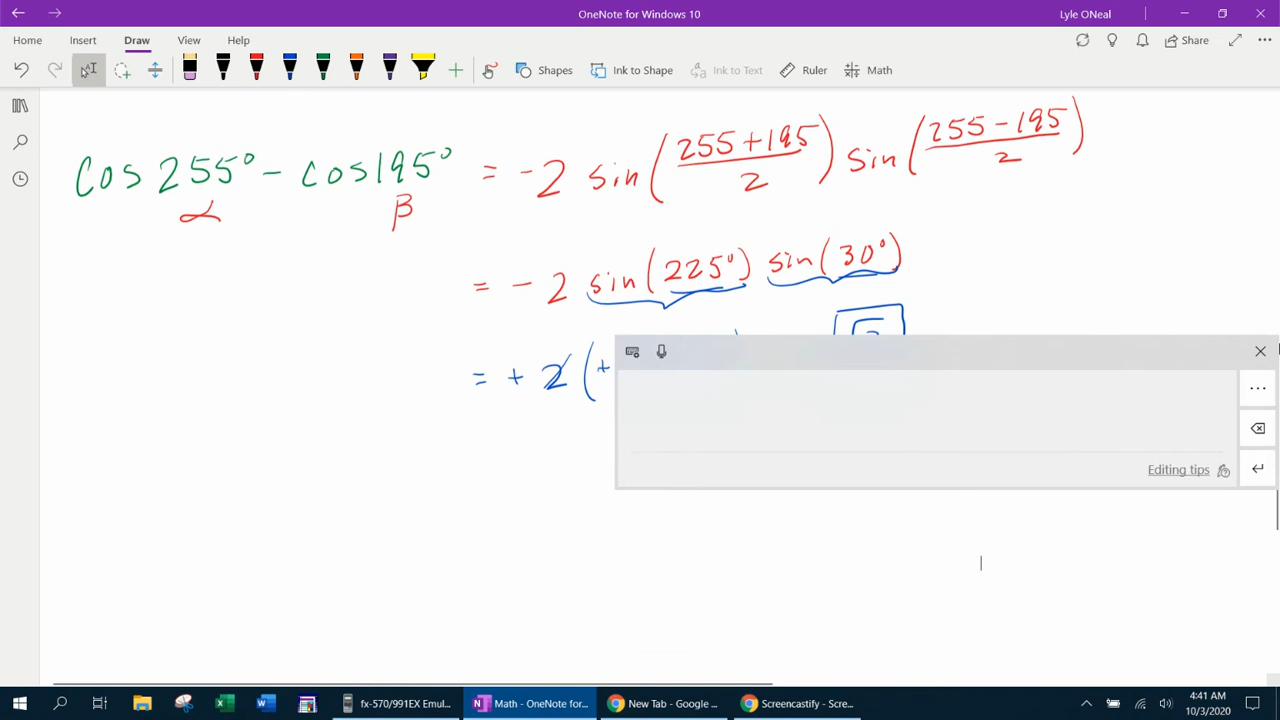 OneNote for Windows 10
Lyle ONeal
Home Insert Draw View Help
Share
Shapes Ink to Shape Ink to Text Ruler Math
Cos 255° - cos195° = -2 sin(255+195/2) sin(255-195/2)
α β
= -2 sin(225°) sin(30°)
= + 2 (+
Editing tips
fx-570/991EX Emul... Math - OneNote for... New Tab - Google ... Screencastify - Scre...
4:41 AM
10/3/2020